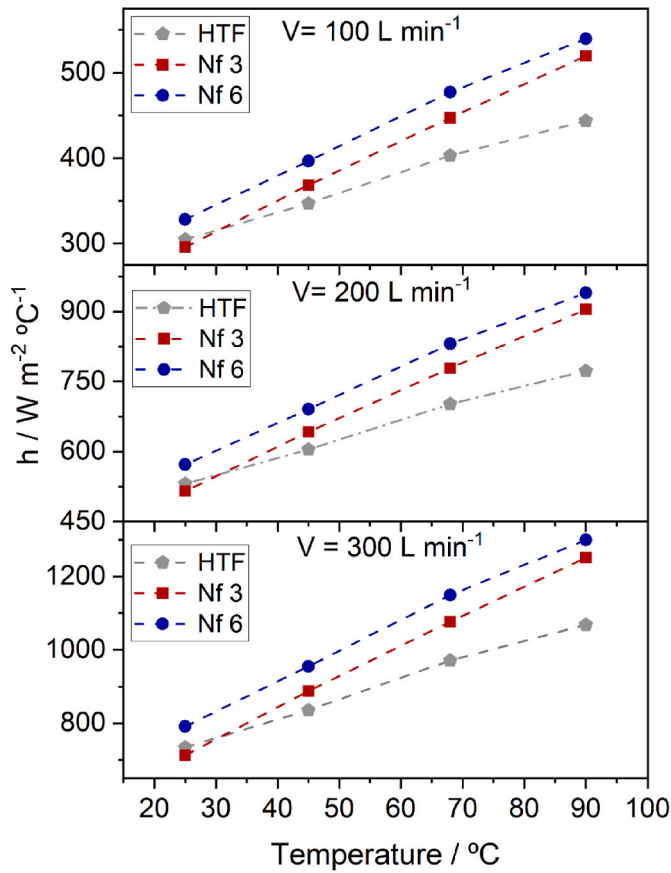 HTF
Nf 3
Nf 6
V= 100 L min⁻¹
500
400
300
HTF
Nf 3
Nf 6
V= 200 L min⁻¹
900
750
600
450
h / W m⁻² ºC⁻¹
HTF
Nf 3
Nf 6
V = 300 L min⁻¹
1200
1000
800
20 30 40 50 60 70 80 90 100
Temperature / ºC